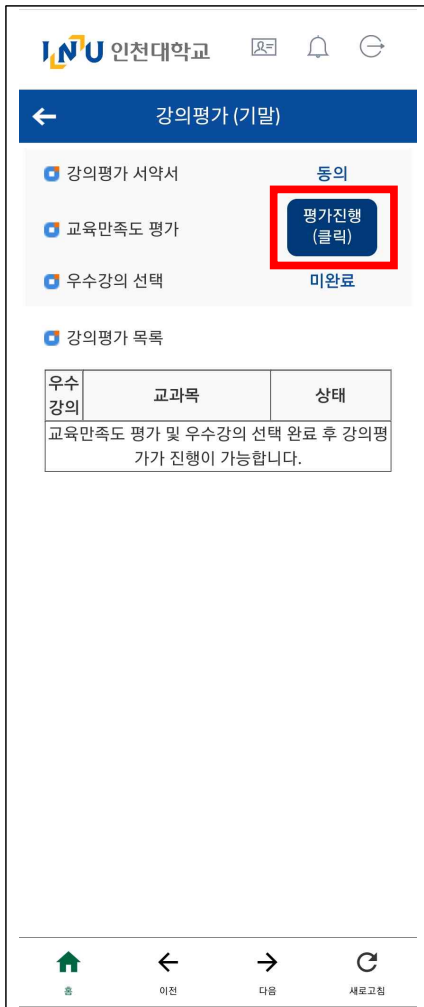 INU 인천대학교
강의평가 (기말)
강의평가 서약서 동의
교육만족도 평가 평가진행
(클릭)
우수강의 선택 미완료
강의평가 목록
우수
강의 교과목 상태
교육만족도 평가 및 우수강의 선택 완료 후 강의평
가가 진행이 가능합니다.
홈 이전 다음 새로고침